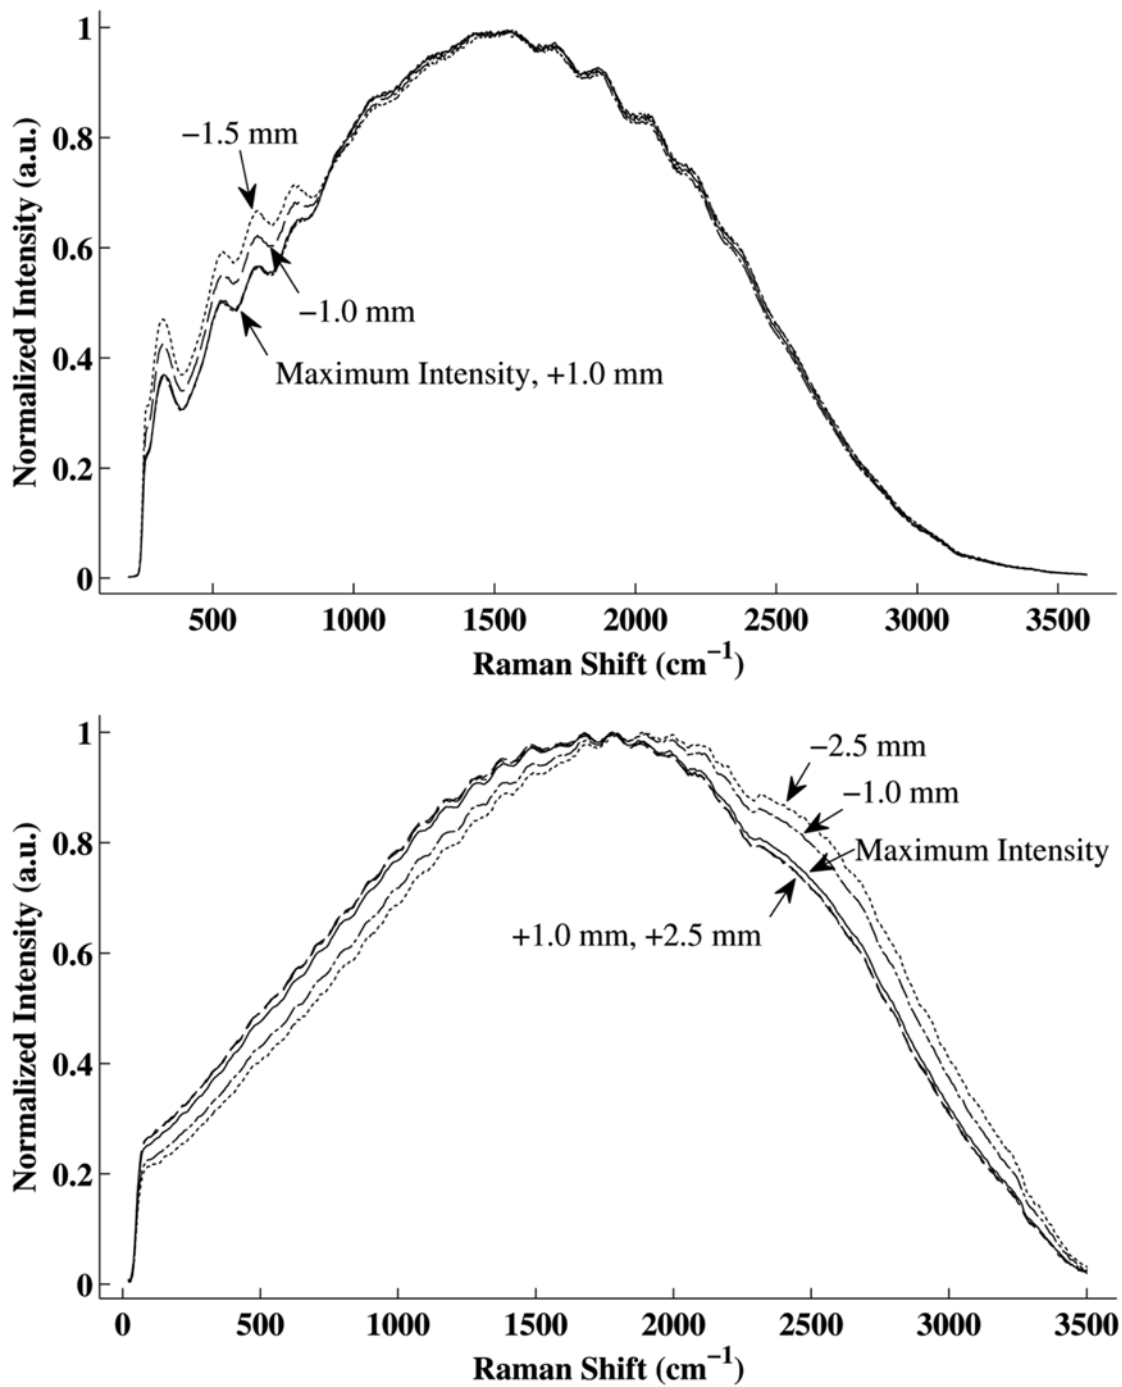 1
0.8
0.6
0.4
0.2
0
Normalized Intensity (a.u.)
−1.5 mm
−1.0 mm
Maximum Intensity, +1.0 mm
500 1000 1500 2000 2500 3000 3500
Raman Shift (cm⁻¹)
1
0.8
0.6
0.4
0.2
0
Normalized Intensity (a.u.)
−2.5 mm
−1.0 mm
Maximum Intensity
+1.0 mm, +2.5 mm
0 500 1000 1500 2000 2500 3000 3500
Raman Shift (cm⁻¹)